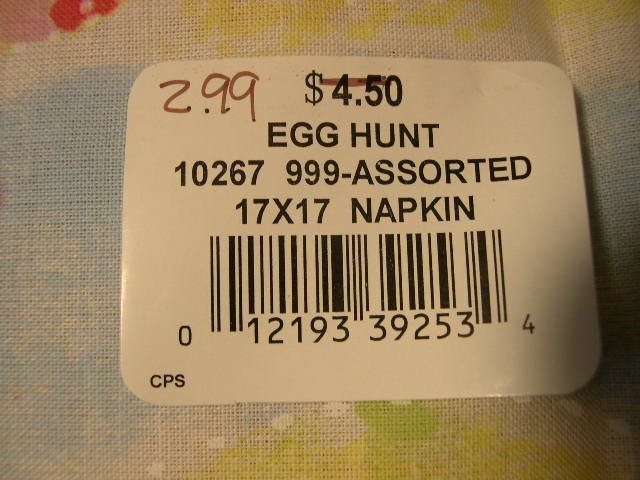 2.99 $4.50
EGG HUNT
10267 999-ASSORTED
17X17 NAPKIN
0 12193 39253 4
CPS